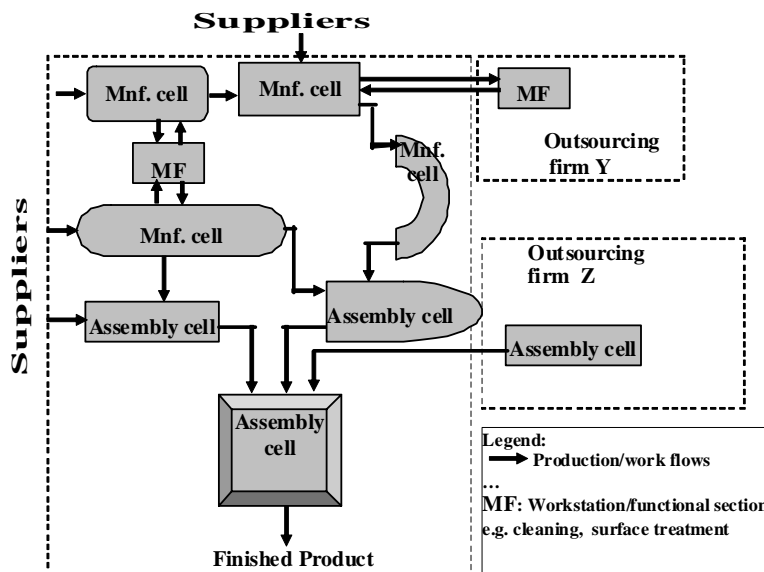 Suppliers
Mnf. cell
Mnf. cell
MF
Outsourcing
firm Y
Mnf.
cell
MF
Mnf. cell
Outsourcing
firm Z
Suppliers
Assembly cell
Assembly cell
Assembly cell
Assembly
cell
Finished Product
Legend:
Production/work flows
...
MF: Workstation/functional section
e.g. cleaning, surface treatment